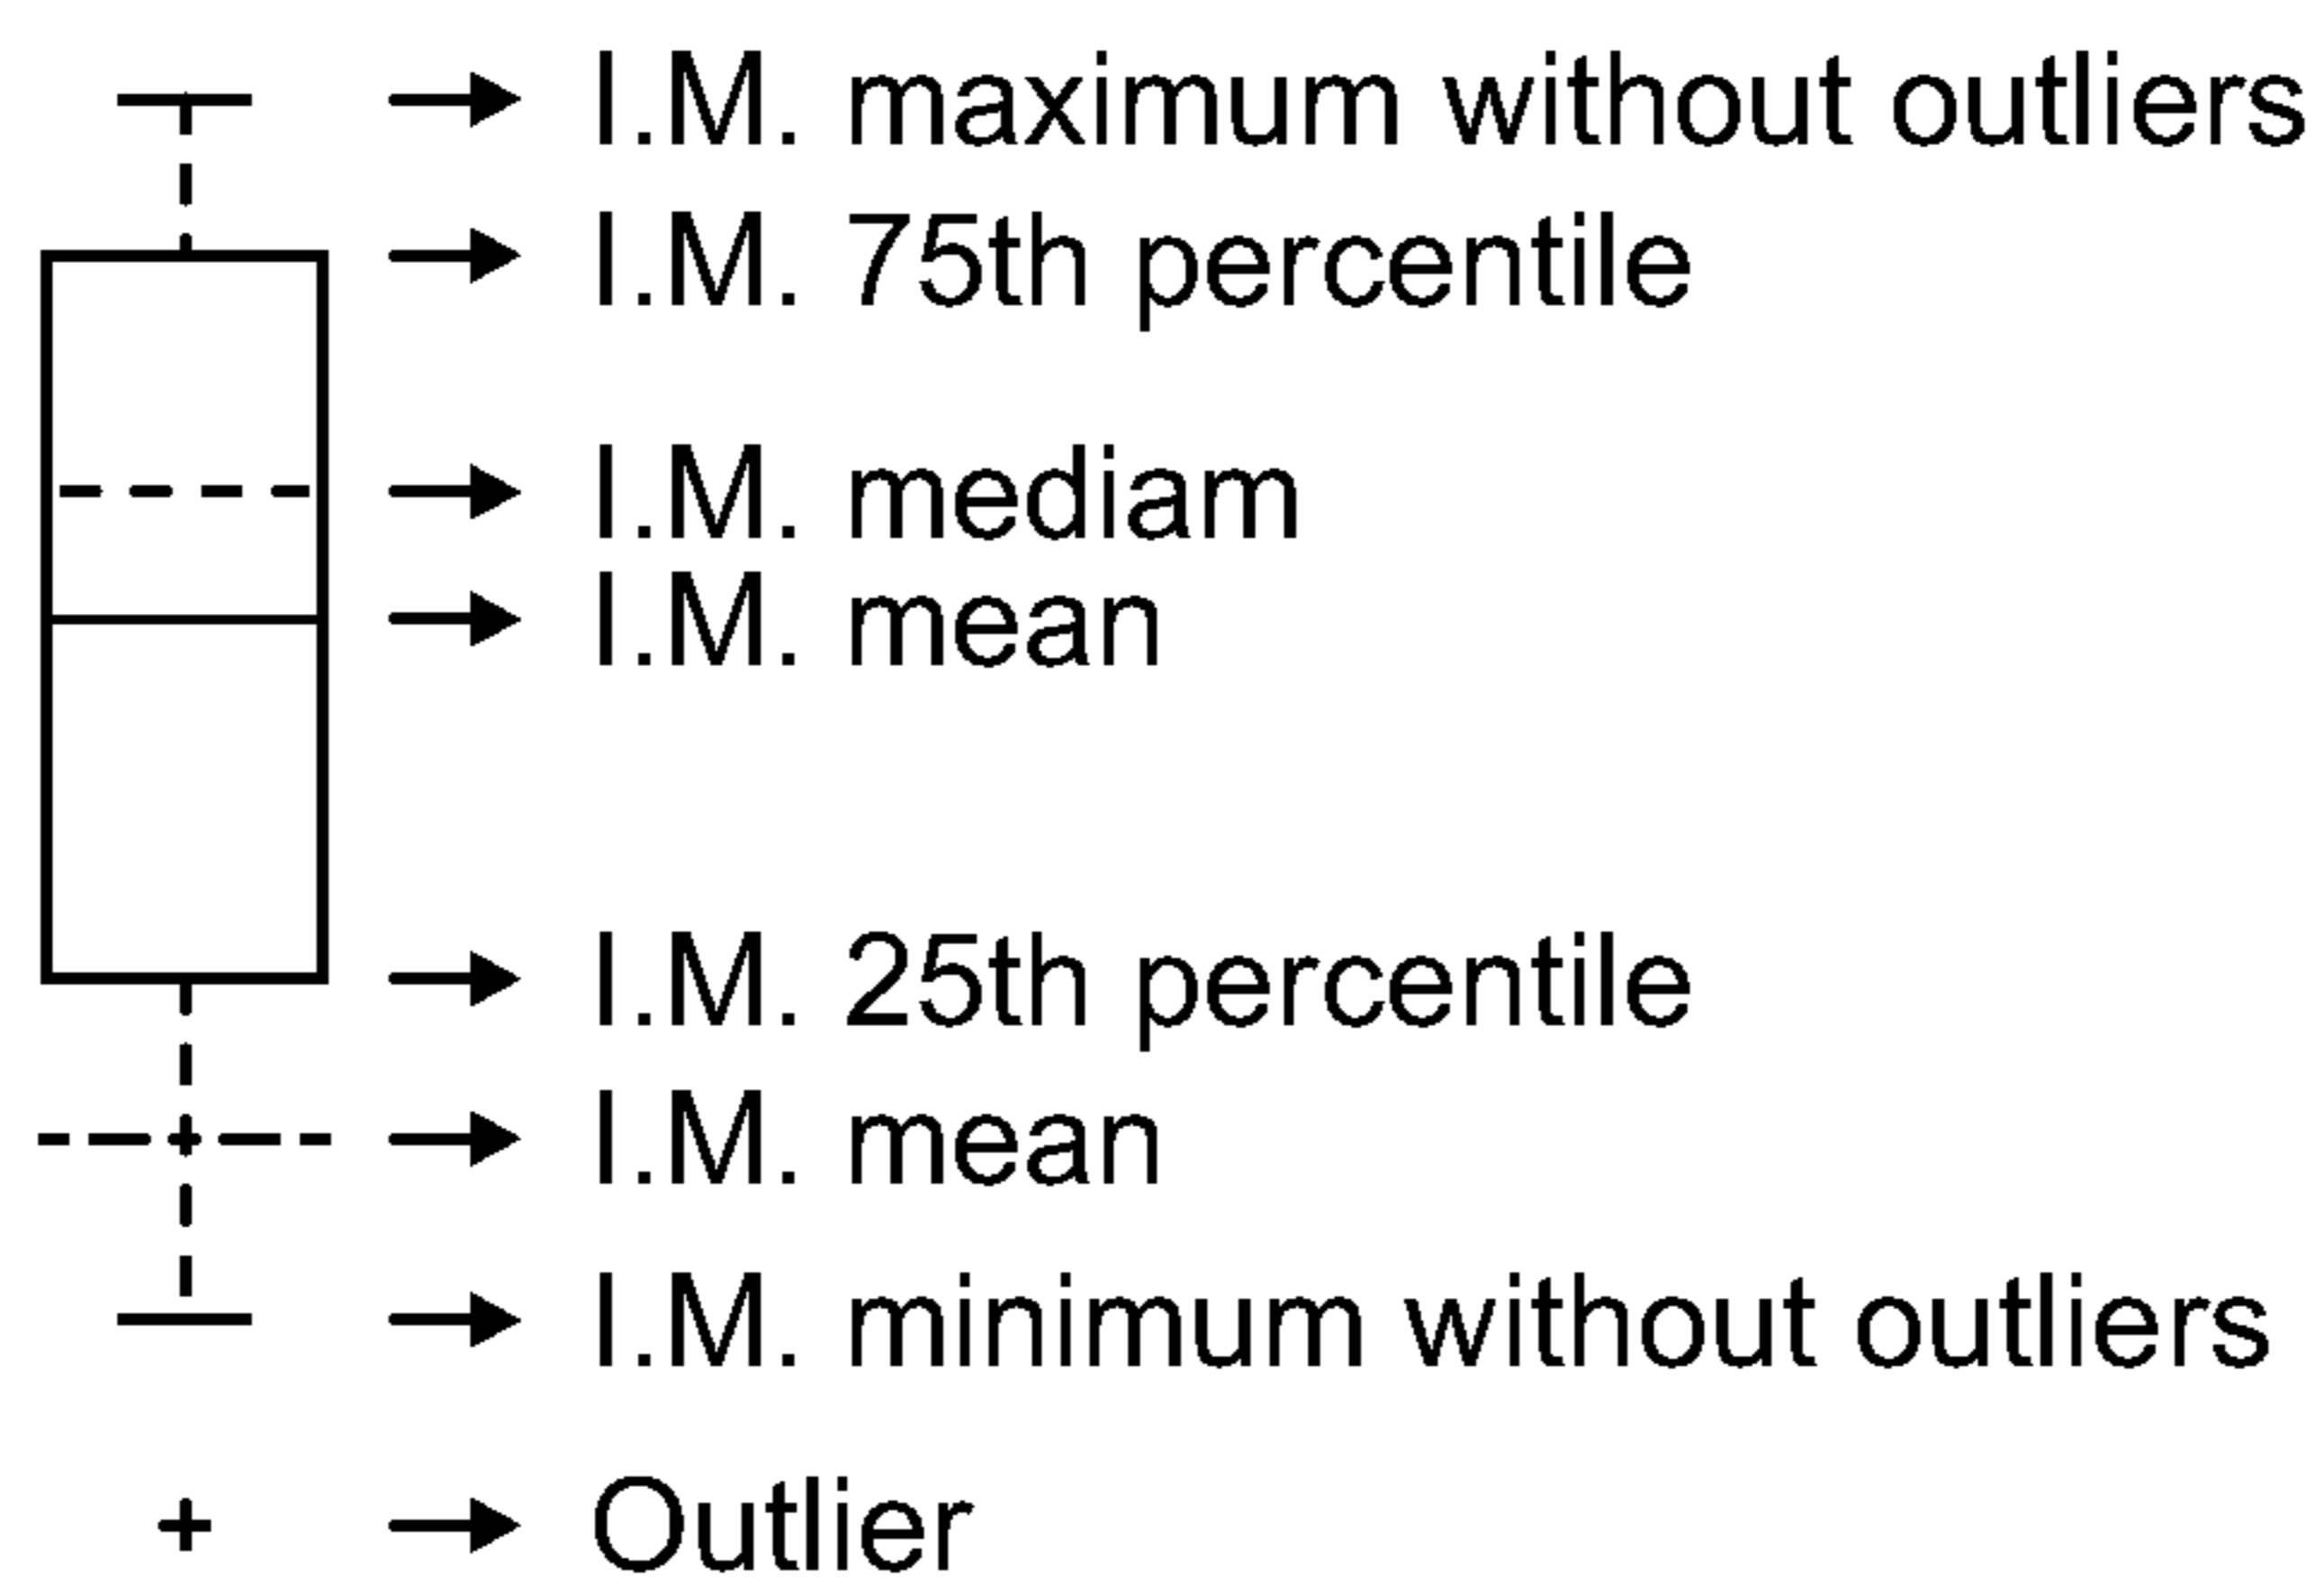 I.M. maximum without outliers
I.M. 75th percentile
I.M. mediam
I.M. mean
I.M. 25th percentile
I.M. mean
I.M. minimum without outliers
Outlier